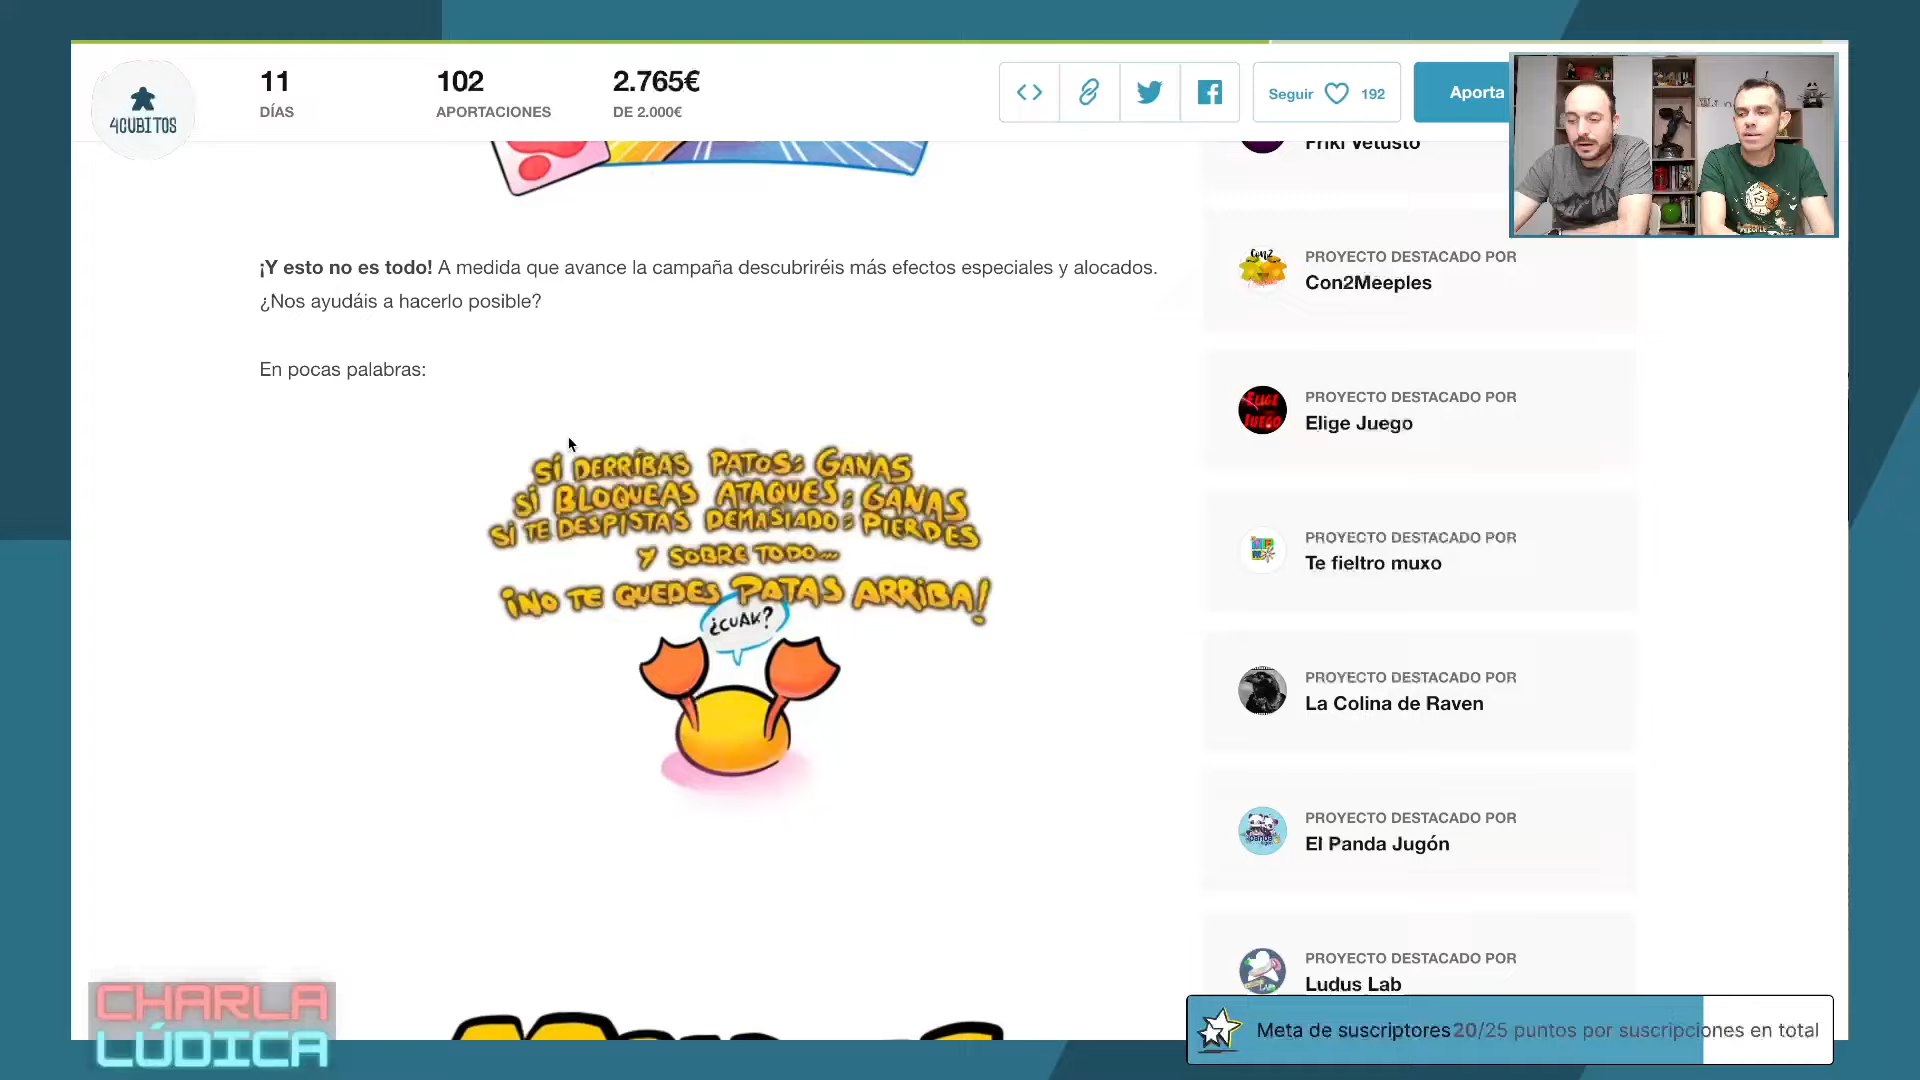 4CUBITOS
11
DÍAS
102
APORTACIONES
2.765€
DE 2.000€
Seguir
192
Aporta
Friki Vetusto
¡Y esto no es todo! A medida que avance la campaña descubriréis más efectos especiales y alocados.
¿Nos ayudáis a hacerlo posible?
En pocas palabras:
SI DERRIBAS PATOS: GANAS
SI BLOQUEAS ATAQUES: GANAS
SI TE DESPISTAS DEMASIADO: PIERDES
Y SOBRE TODO...
¡NO TE QUEDES PATAS ARRIBA!
¿CUAK?
PROYECTO DESTACADO POR
Con2Meeples
PROYECTO DESTACADO POR
Elige Juego
ELIGE
JUEGO
PROYECTO DESTACADO POR
Te fieltro muxo
PROYECTO DESTACADO POR
La Colina de Raven
PROYECTO DESTACADO POR
El Panda Jugón
PROYECTO DESTACADO POR
Ludus Lab
CHARLA
LÚDICA
Meta de suscriptores 20/25 puntos por suscripciones en total